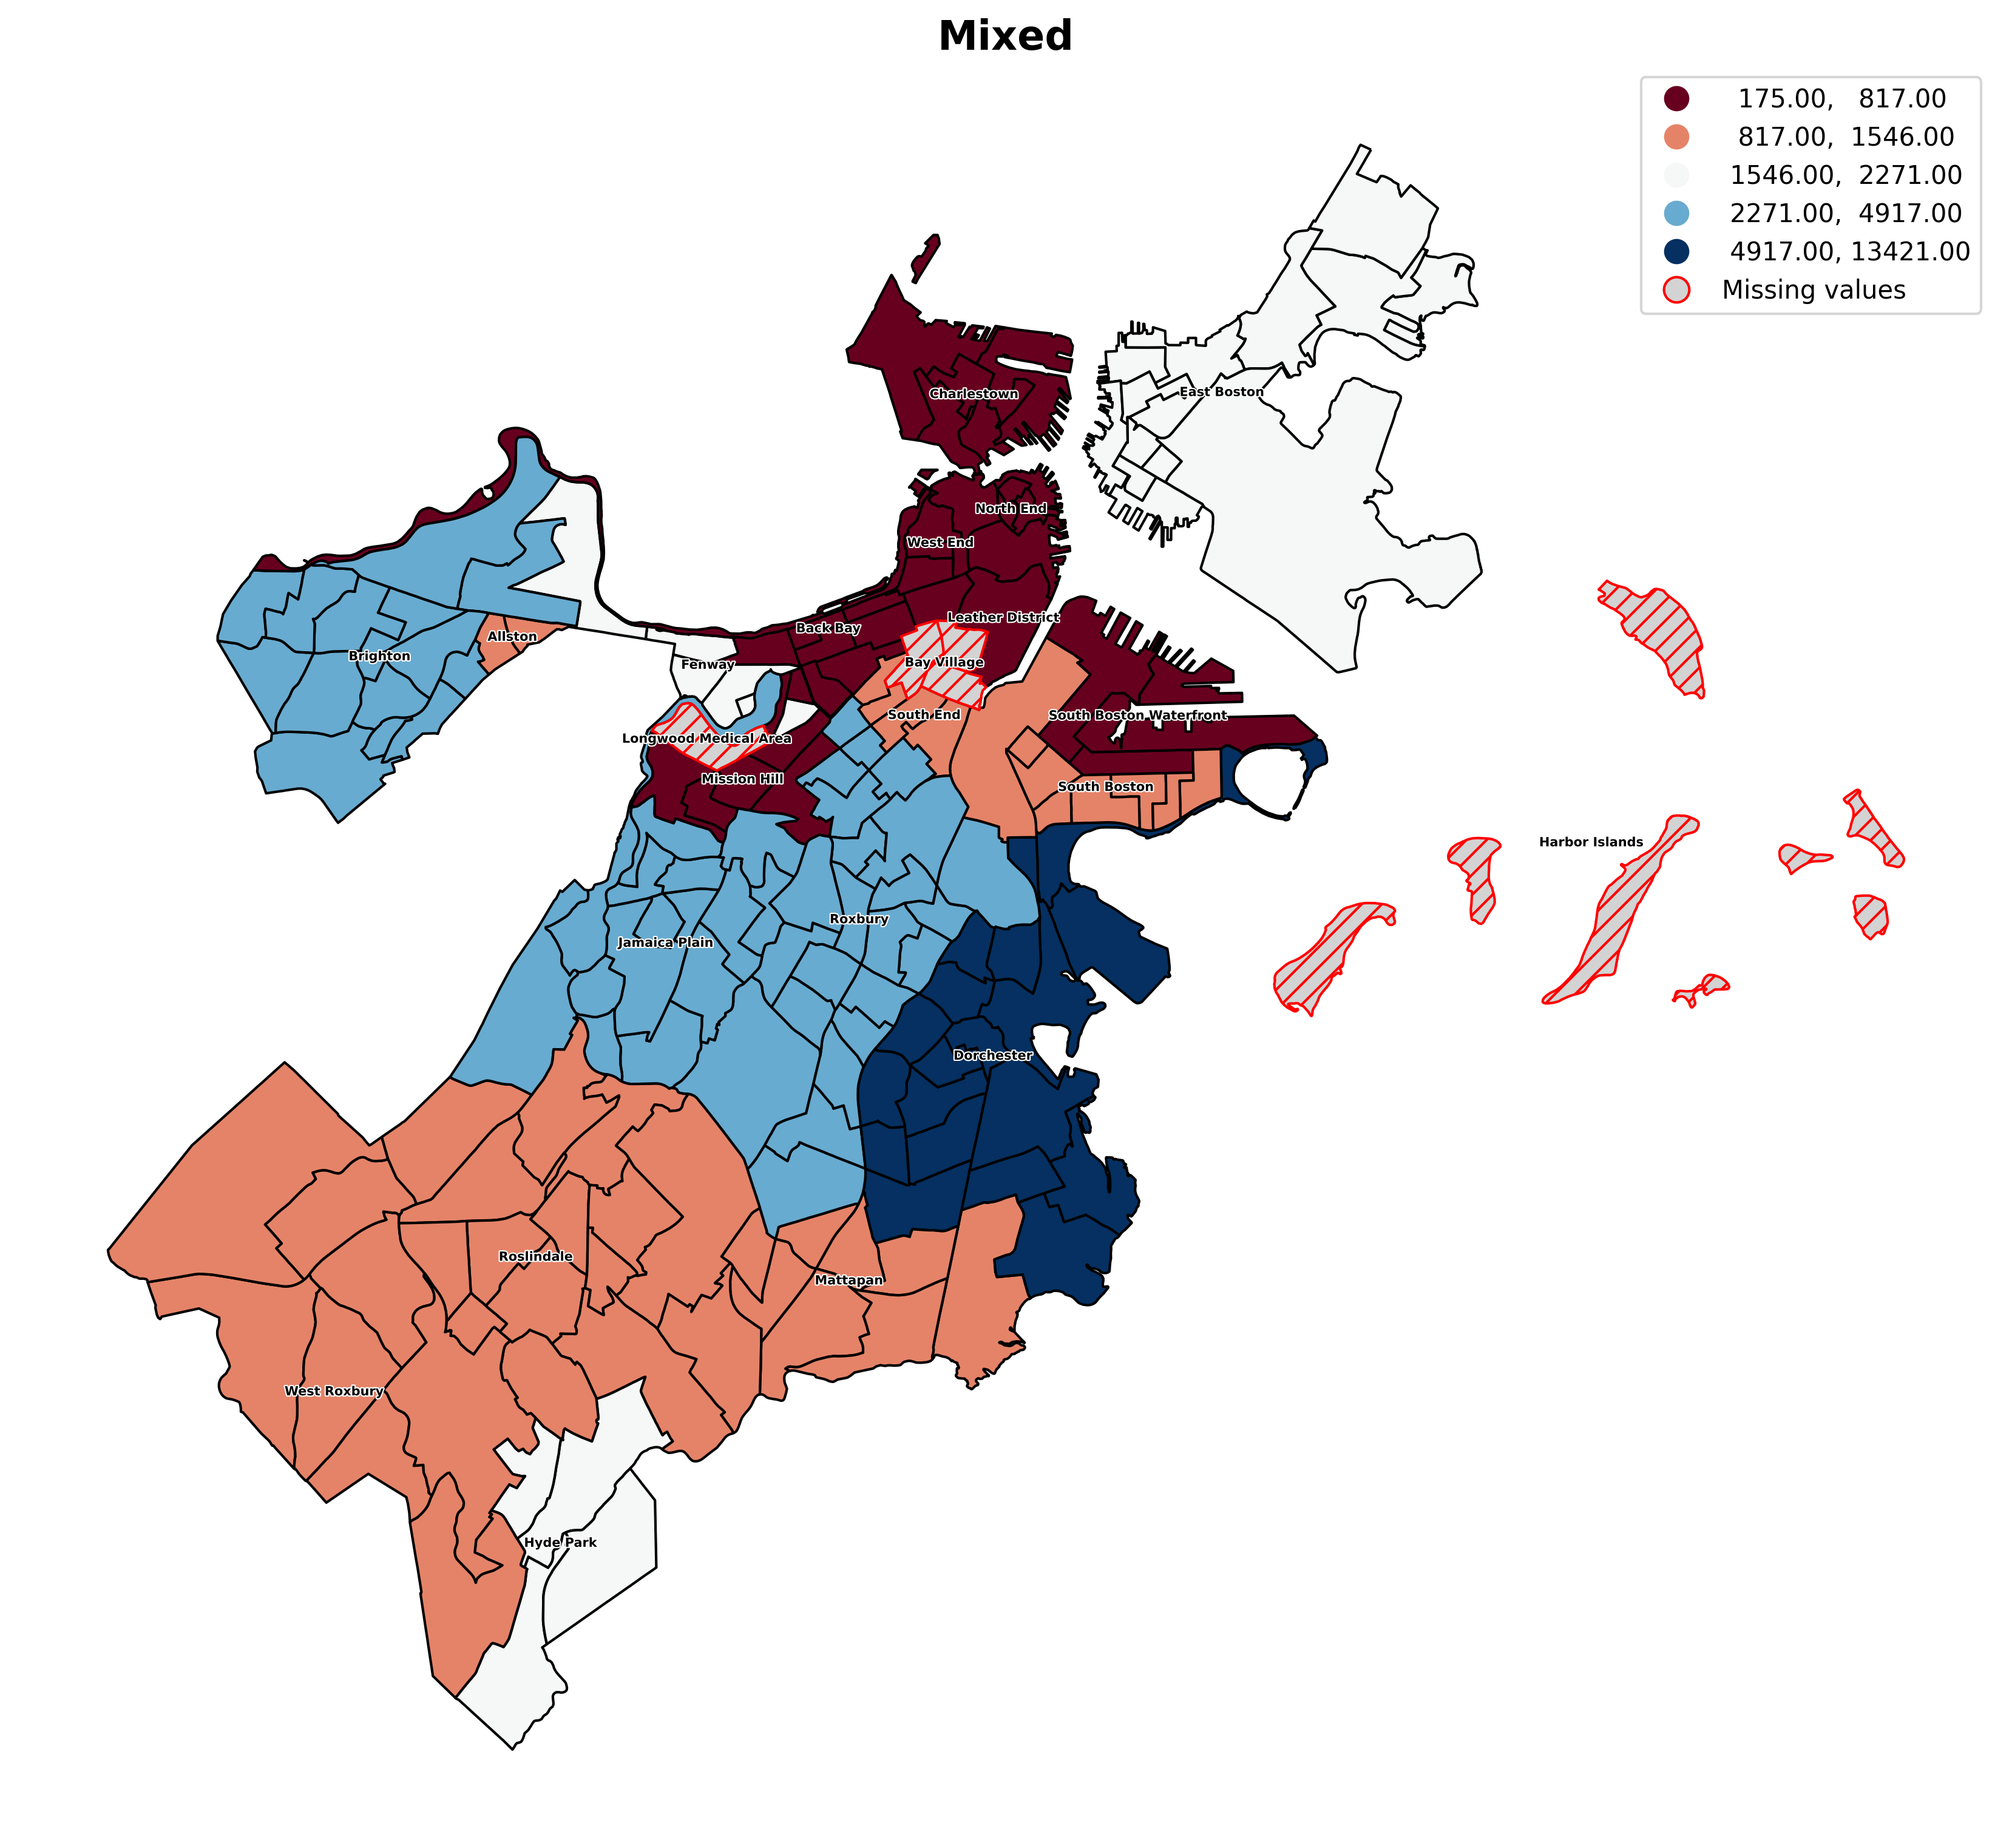 Mixed
175.00, 817.00
817.00, 1546.00
1546.00, 2271.00
2271.00, 4917.00
4917.00, 13421.00
Missing values
Charlestown
East Boston
North End
West End
Leather District
Back Bay
Allston
Brighton
Fenway
Bay Village
South End
South Boston Waterfront
Longwood Medical Area
Mission Hill
South Boston
Harbor Islands
Roxbury
Jamaica Plain
Dorchester
Roslindale
Mattapan
West Roxbury
Hyde Park